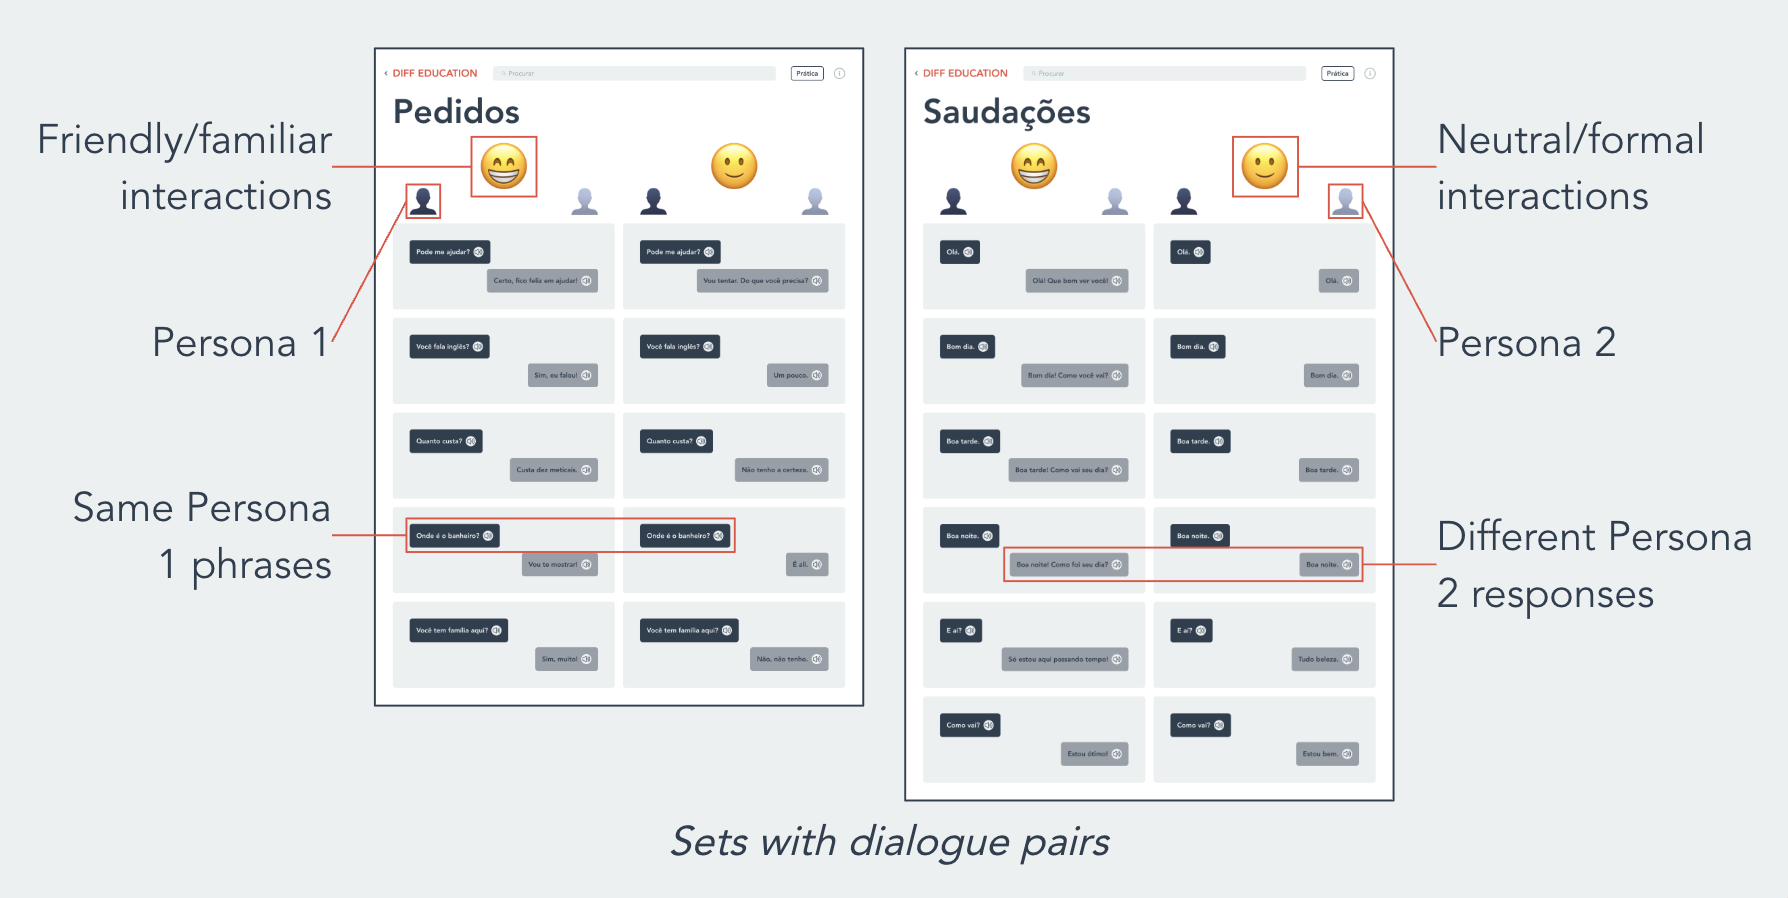 Friendly/familiar
interactions
Persona 1
Same Persona
1 phrases
‹ DIFF EDUCATION
Procurar
Prática
i
Pedidos
Pode me ajudar?
Certo, fico feliz em ajudar!
Você fala inglês?
Sim, eu falou!
Quanto custa?
Custa dez meticais.
Onde é o banheiro?
Vou te mostrar!
Você tem família aqui?
Sim, muito!
Pode me ajudar?
Vou tentar. Do que você precisa?
Você fala inglês?
Um pouco.
Quanto custa?
Não tenho a certeza.
Onde é o banheiro?
É ali.
Você tem família aqui?
Não, não tenho.
‹ DIFF EDUCATION
Procurar
Prática
i
Saudações
Olá.
Olá! Que bom ver você!
Bom dia.
Bom dia! Como você vai?
Boa tarde.
Boa tarde! Como vai seu dia?
Boa noite.
Boa noite! Como foi seu dia?
E aí?
Só estou aqui passando tempo!
Como vai?
Estou ótimo!
Olá.
Olá.
Bom dia.
Bom dia.
Boa tarde.
Boa tarde.
Boa noite.
Boa noite.
E aí?
Tudo beleza.
Como vai?
Estou bem.
Neutral/formal
interactions
Persona 2
Different Persona
2 responses
Sets with dialogue pairs